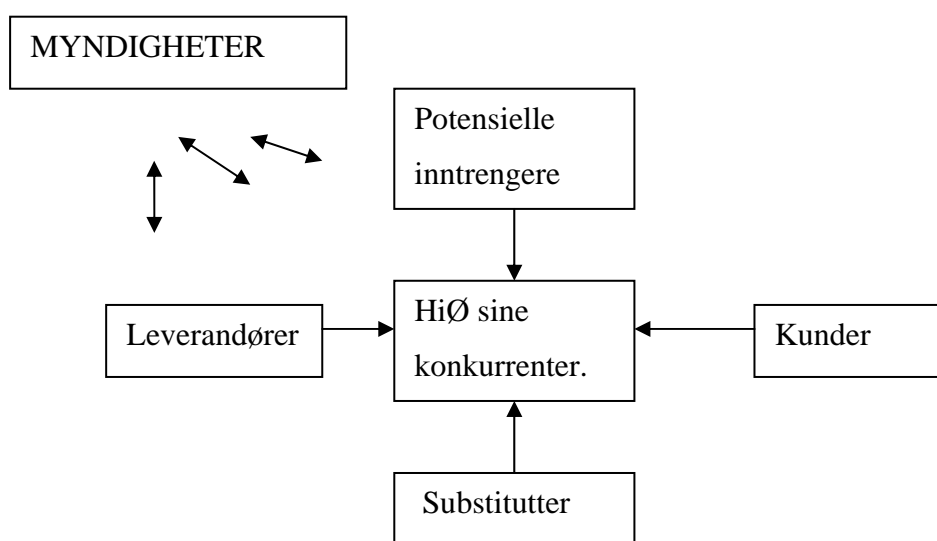 MYNDIGHETER
Potensielle
inntrengere
Leverandører
HiØ sine
konkurrenter.
Kunder
Substitutter